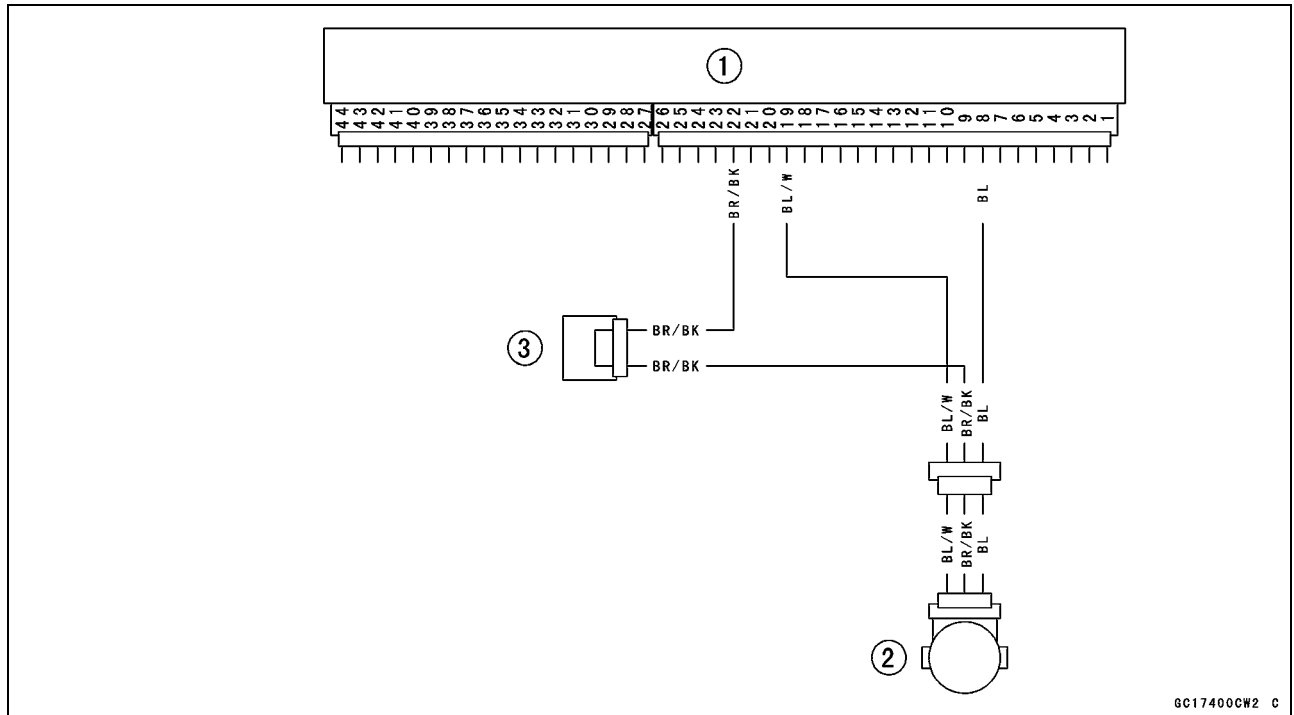 ①
44 43 42 41 40 39 38 37 36 35 34 33 32 31 30 29 28 27 26 25 24 23 22 21 20 19 18 17 16 15 14 13 12 11 10 9 8 7 6 5 4 3 2 1
BR/BK BL/W BL
③ BR/BK
BR/BK
BL/W BR/BK BL
BL/W BR/BK BL
②
GC17400CW2 C